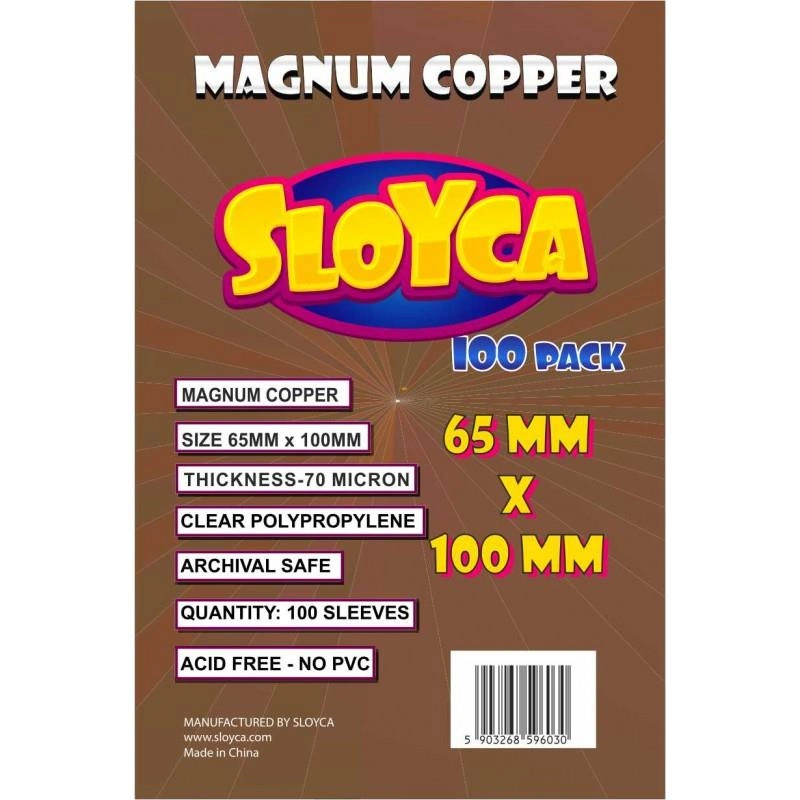 MAGNUM COPPER
SLOYCA
100 PACK
MAGNUM COPPER
SIZE 65MM x 100MM
THICKNESS-70 MICRON
CLEAR POLYPROPYLENE
ARCHIVAL SAFE
QUANTITY: 100 SLEEVES
ACID FREE - NO PVC
65 MM
X
100 MM
MANUFACTURED BY SLOYCA
www.sloyca.com
Made in China
5 903268 596030